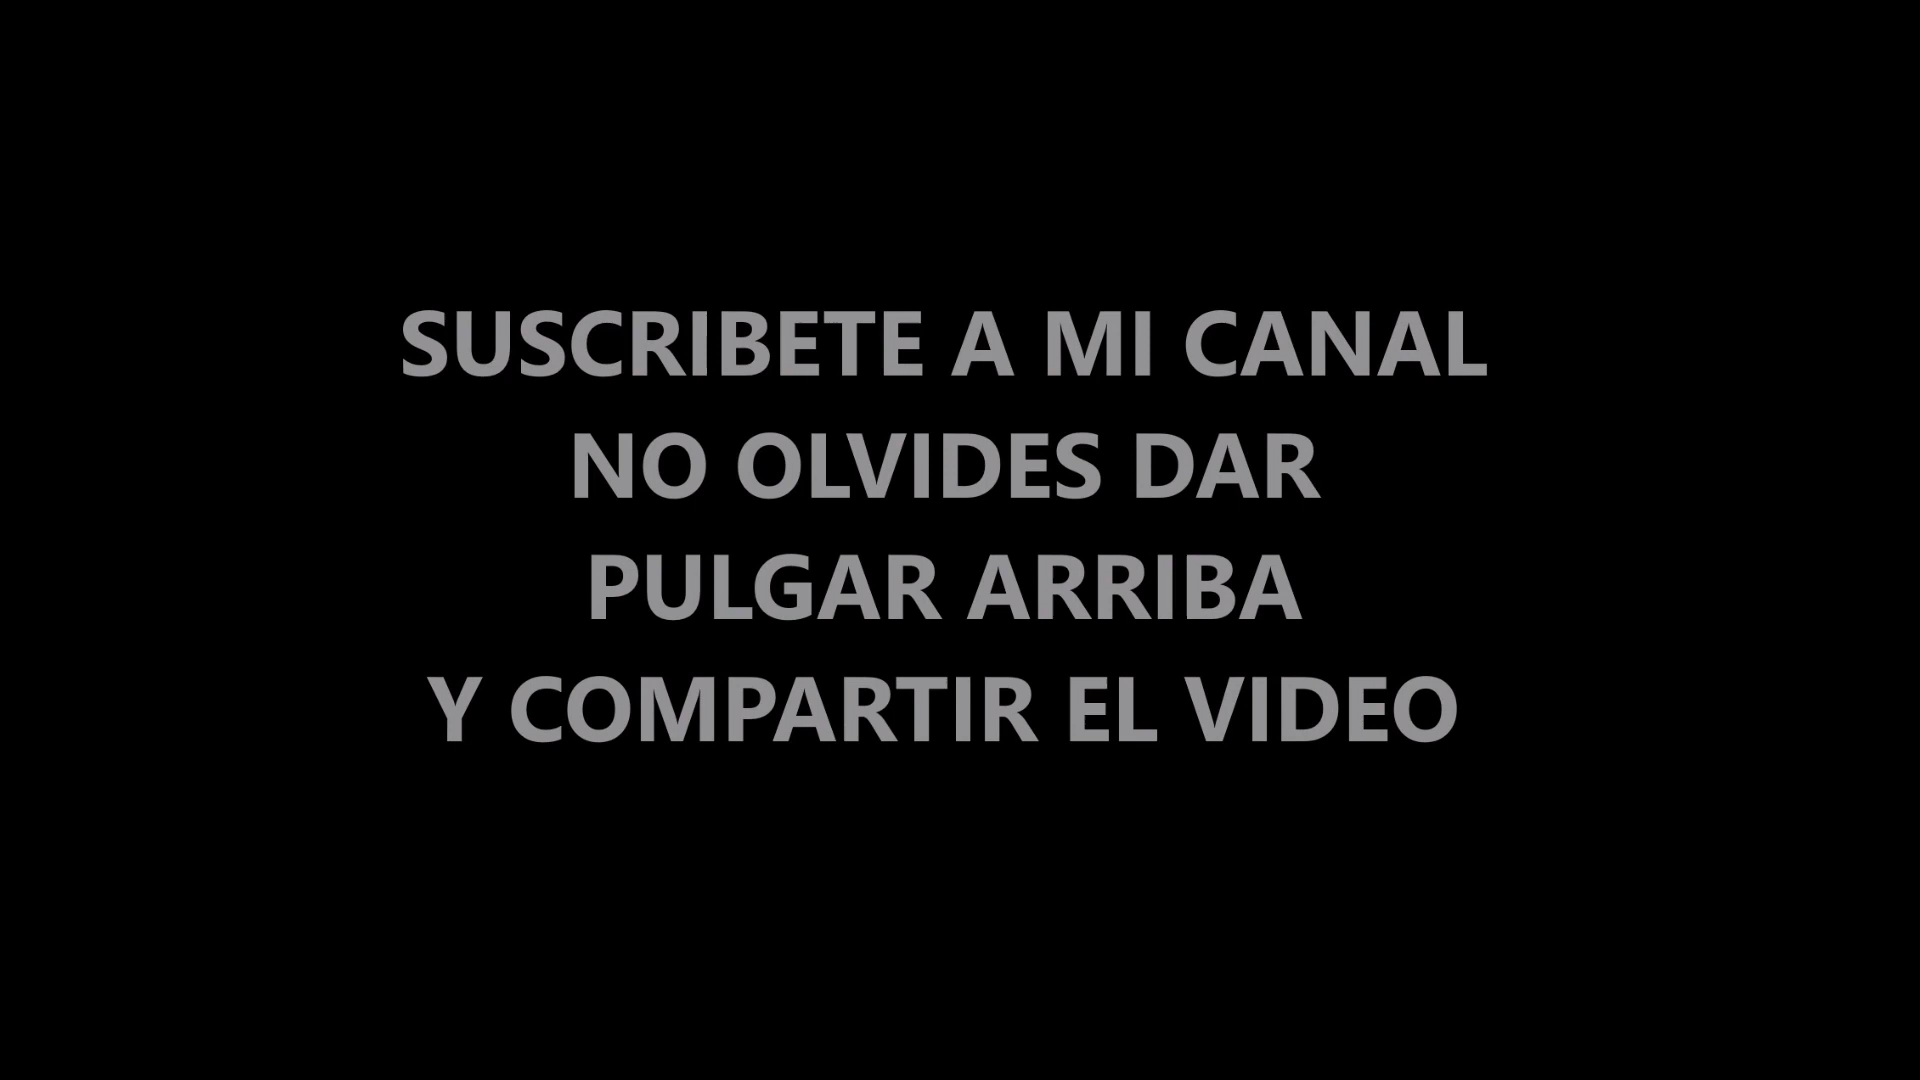 SUSCRIBETE A MI CANAL
NO OLVIDES DAR
PULGAR ARRIBA
Y COMPARTIR EL VIDEO